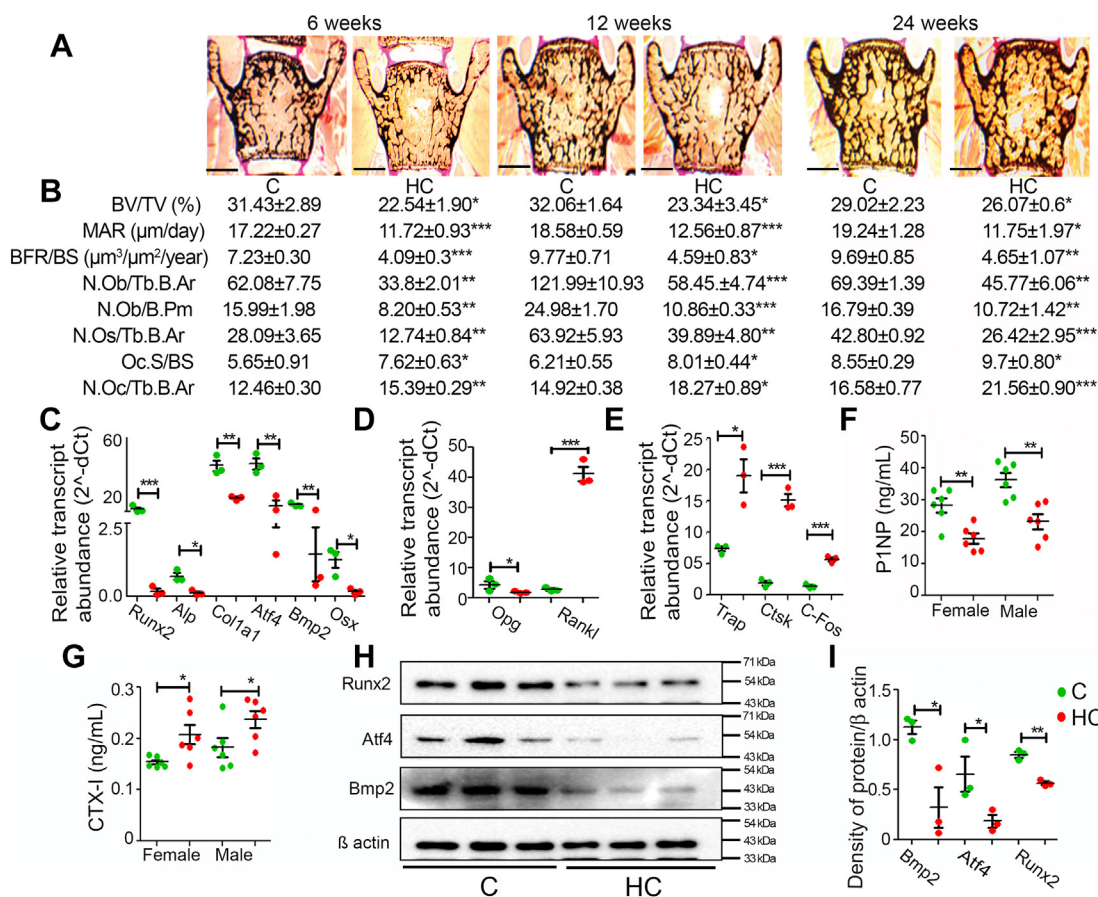 6 weeks 12 weeks 24 weeks
A
C HC C HC C HC
B
BV/TV (%) 31.43±2.89 22.54±1.90* 32.06±1.64 23.34±3.45* 29.02±2.23 26.07±0.6*
MAR (µm/day) 17.22±0.27 11.72±0.93*** 18.58±0.59 12.56±0.87*** 19.24±1.28 11.75±1.97*
BFR/BS (µm³/µm²/year) 7.23±0.30 4.09±0.3*** 9.77±0.71 4.59±0.83* 9.69±0.85 4.65±1.07**
N.Ob/Tb.B.Ar 62.08±7.75 33.8±2.01** 121.99±10.93 58.45.±4.74*** 69.39±1.39 45.77±6.06**
N.Ob/B.Pm 15.99±1.98 8.20±0.53** 24.98±1.70 10.86±0.33*** 16.79±0.39 10.72±1.42**
N.Os/Tb.B.Ar 28.09±3.65 12.74±0.84** 63.92±5.93 39.89±4.80** 42.80±0.92 26.42±2.95***
Oc.S/BS 5.65±0.91 7.62±0.63* 6.21±0.55 8.01±0.44* 8.55±0.29 9.7±0.80*
N.Oc/Tb.B.Ar 12.46±0.30 15.39±0.29** 14.92±0.38 18.27±0.89* 16.58±0.77 21.56±0.90***
C
Relative transcript
abundance (2^-dCt)
60
20
2.5
0.0
*** * ** ** ** *
Runx2 Alp Col1a1 Atf4 Bmp2 Osx
D
Relative transcript
abundance (2^-dCt)
50
40
30
20
10
0
* ***
Opg Rankl
E
Relative transcript
abundance (2^-dCt)
30
20
10
0
* *** ***
Trap Ctsk C-Fos
F
P1NP (ng/mL)
50
40
30
20
10
0
** **
Female Male
G
CTX-I (ng/mL)
0.3
0.2
0.1
0
* *
Female Male
H
Runx2
71 kDa
54 kDa
43 kDa
Atf4
71 kDa
54 kDa
43 kDa
Bmp2
54 kDa
43 kDa
33 kDa
ß actin
54 kDa
43 kDa
33 kDa
C HC
I
C
HC
Density of protein/β actin
1.5
1.0
0.5
0
* * **
Bmp2 Atf4 Runx2